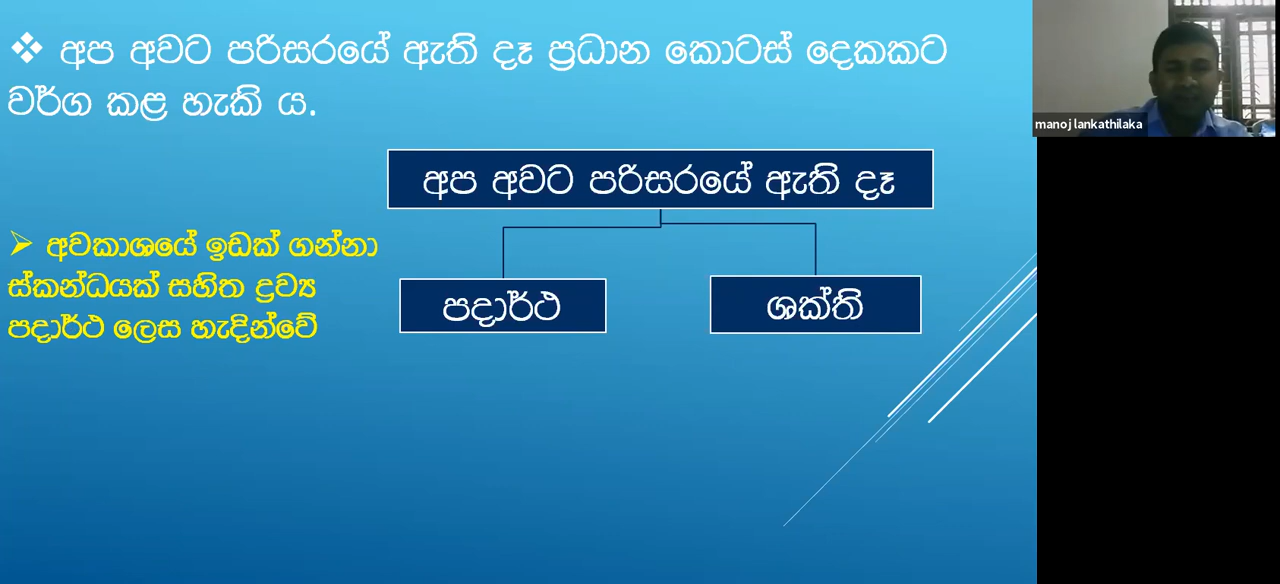 ❖ අප අවට පරිසරයේ ඇති දෑ ප්‍රධාන කොටස් දෙකකට
වර්ග කළ හැකි ය.
අප අවට පරිසරයේ ඇති දෑ
➢ අවකාශයේ ඉඩක් ගන්නා
ස්කන්ධයක් සහිත ද්‍රව්‍ය
පදාර්ථ ලෙස හැදින්වේ
පදාර්ථ
ශක්ති
manoj lankathilaka